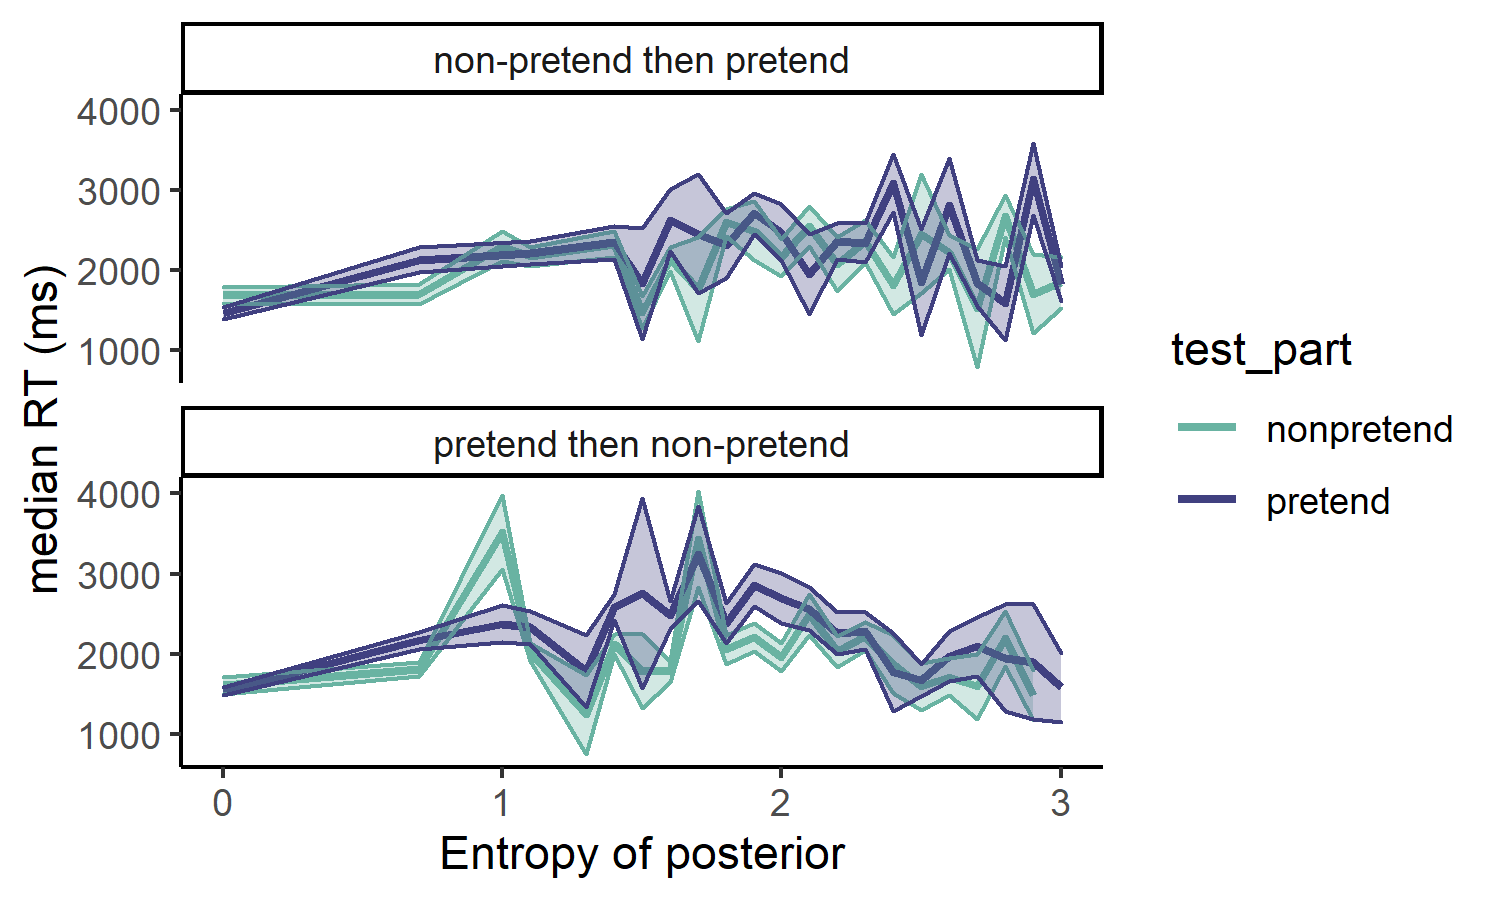 non-pretend then pretend
4000
3000
2000
1000
pretend then non-pretend
4000
3000
2000
1000
0 1 2 3
Entropy of posterior
median RT (ms)
test_part
nonpretend
pretend